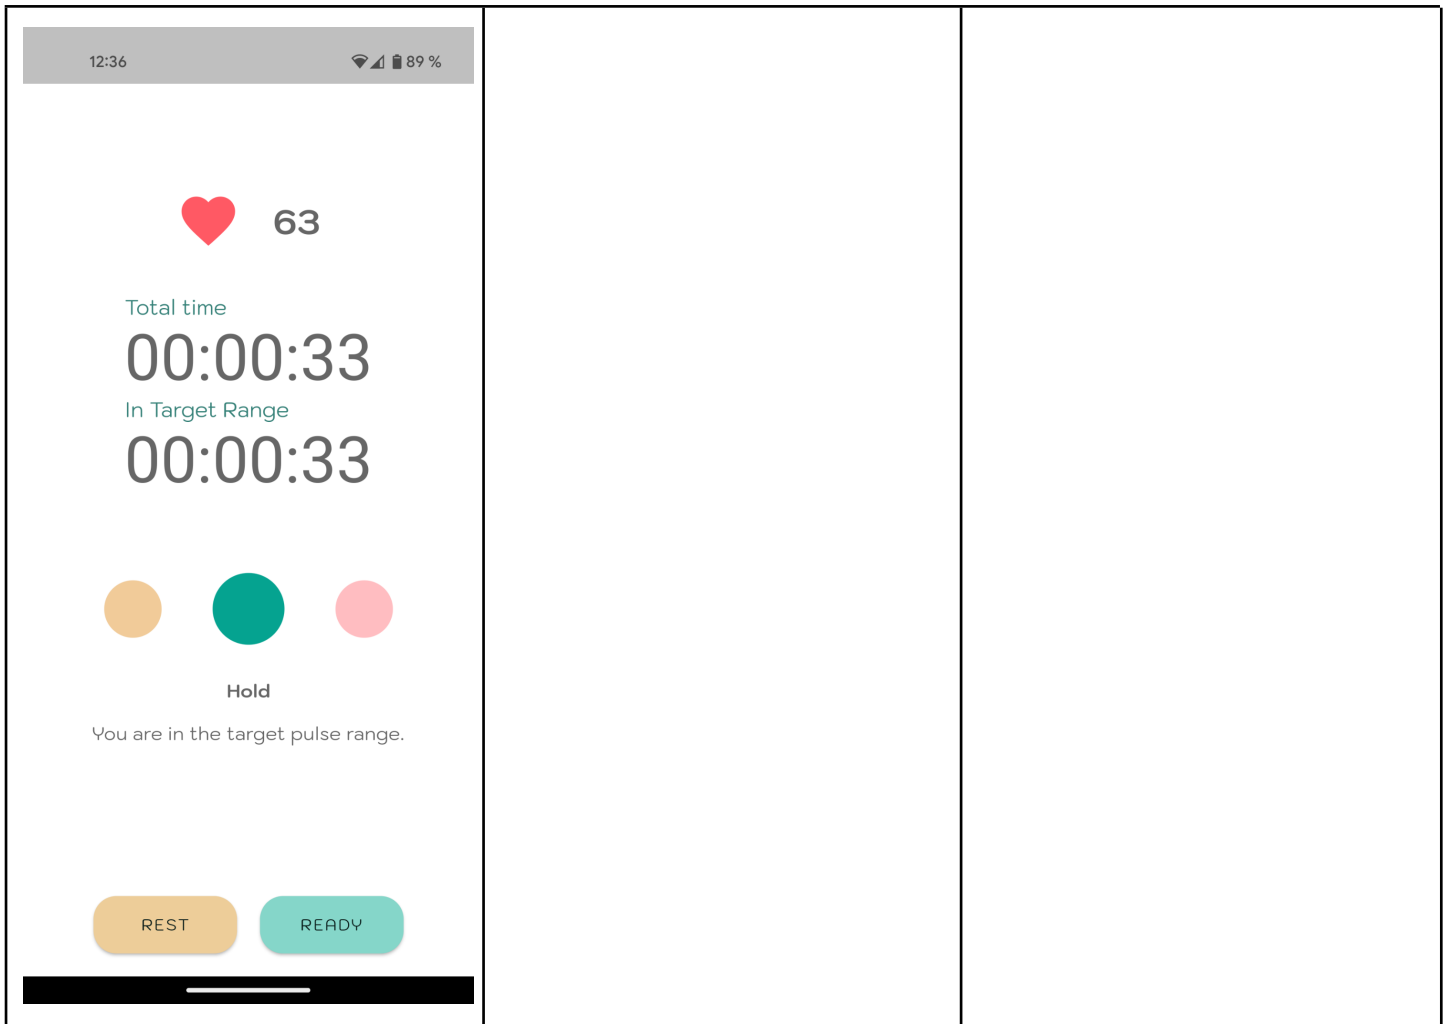 12:36 89 %
63
Total time
00:00:33
In Target Range
00:00:33
Hold
You are in the target pulse range.
REST READY